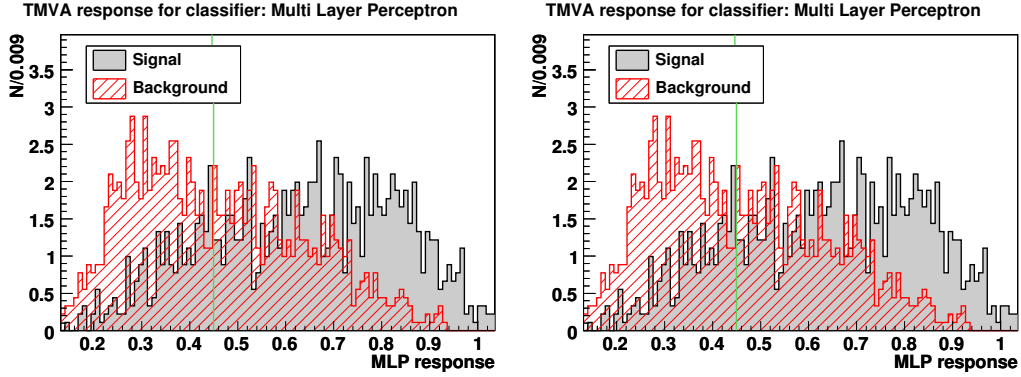 TMVA response for classifier: Multi Layer Perceptron
N/0.009
3.5
3
2.5
2
1.5
1
0.5
0
Signal
Background
0.2 0.3 0.4 0.5 0.6 0.7 0.8 0.9 1
MLP response
TMVA response for classifier: Multi Layer Perceptron
N/0.009
3.5
3
2.5
2
1.5
1
0.5
0
Signal
Background
0.2 0.3 0.4 0.5 0.6 0.7 0.8 0.9 1
MLP response